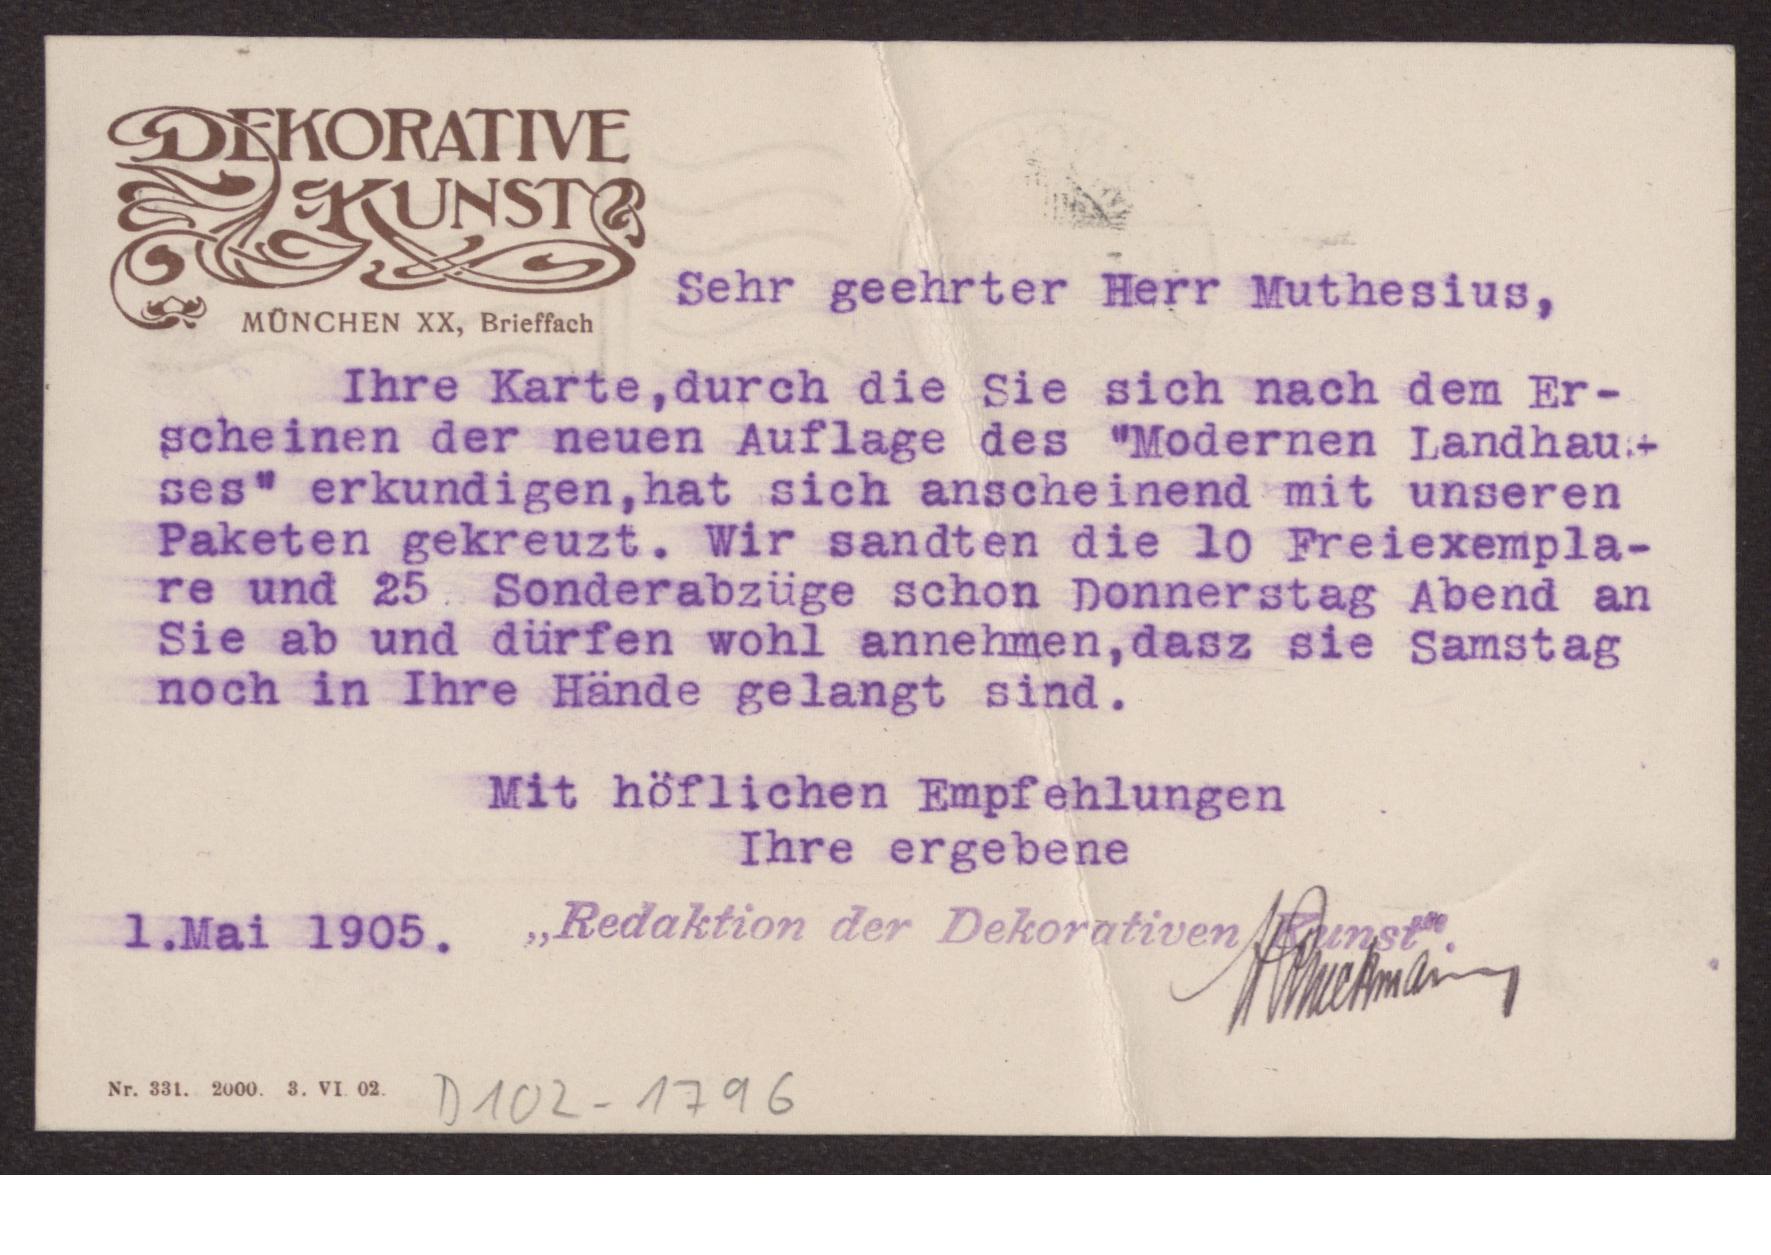 DEKORATIVE
KUNST
MÜNCHEN XX, Brieffach
Sehr geehrter Herr Muthesius,
Ihre Karte,durch die Sie sich nach dem Er-
scheinen der neuen Auflage des "Modernen Landhau-
ses" erkundigen,hat sich anscheinend mit unseren
Paketen gekreuzt. Wir sandten die 10 Freiexempla-
re und 25 Sonderabzüge schon Donnerstag Abend an
Sie ab und dürfen wohl annehmen,dasz sie Samstag
noch in Ihre Hände gelangt sind.
Mit höflichen Empfehlungen
Ihre ergebene
1.Mai 1905. „Redaktion der Dekorativen Kunst“.
Nr. 331. 2000. 3. VI. 02. D102-1796